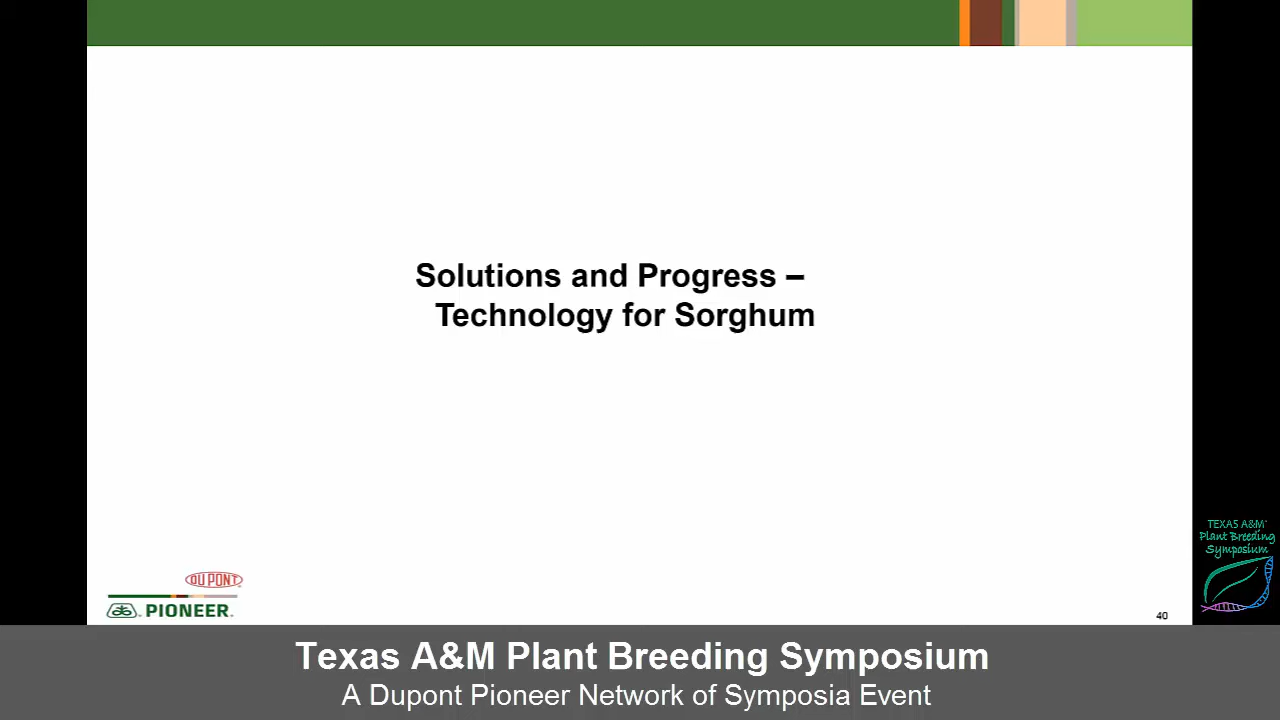 Solutions and Progress –
Technology for Sorghum
DU PONT
PIONEER.
40
TEXAS A&M
Plant Breeding
Symposium
Texas A&M Plant Breeding Symposium
A Dupont Pioneer Network of Symposia Event